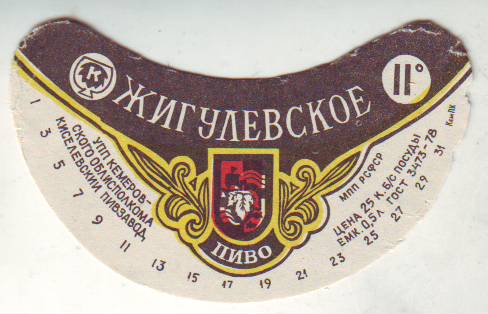 К
ЖИГУЛЕВСКОЕ
11°
УПП КЕМЕРОВ-
СКОГО ОБЛИСПОЛКОМА
КИСЕЛЕВСКИЙ ПИВЗАВОД
ПИВО
МПП РСФСР
ЦЕНА 25 К. Б/С ПОСУДЫ
ЕМК. 0,5 Л. ГОСТ 3473-78
КемПК
1 3 5 7 9 11 13 15 17 19 21 23 25 27 29 31